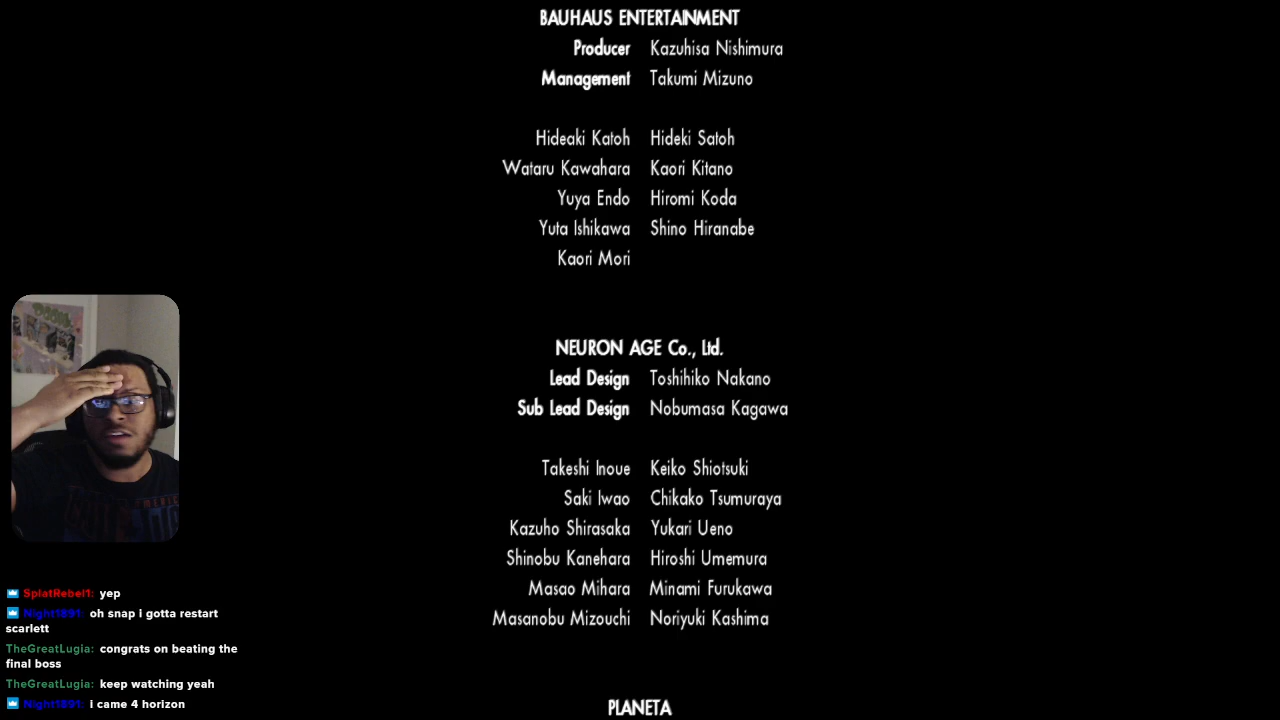 BAUHAUS ENTERTAINMENT
Producer Kazuhisa Nishimura
Management Takumi Mizuno
Hideaki Katoh Hideki Satoh
Wataru Kawahara Kaori Kitano
Yuya Endo Hiromi Koda
Yuta Ishikawa Shino Hiranabe
Kaori Mori
NEURON AGE Co., Ltd.
Lead Design Toshihiko Nakano
Sub Lead Design Nobumasa Kagawa
Takeshi Inoue Keiko Shiotsuki
Saki Iwao Chikako Tsumuraya
Kazuho Shirasaka Yukari Ueno
Shinobu Kanehara Hiroshi Umemura
Masao Mihara Minami Furukawa
Masanobu Mizouchi Noriyuki Kashima
PLANETA
SplatRebel1: yep
Night1891: oh snap i gotta restart
scarlett
TheGreatLugia: congrats on beating the
final boss
TheGreatLugia: keep watching yeah
Night1891: i came 4 horizon